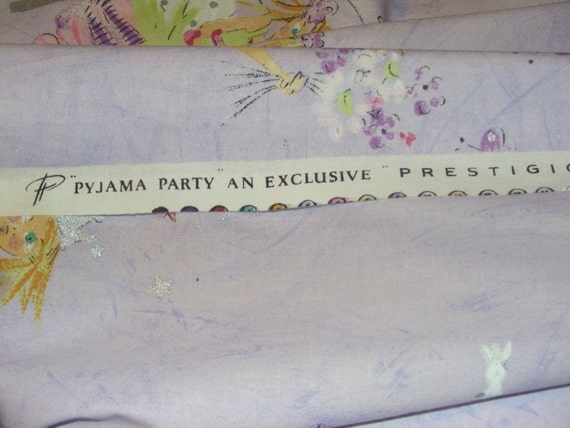 "PYJAMA PARTY" AN EXCLUSIVE "PRESTIGIO